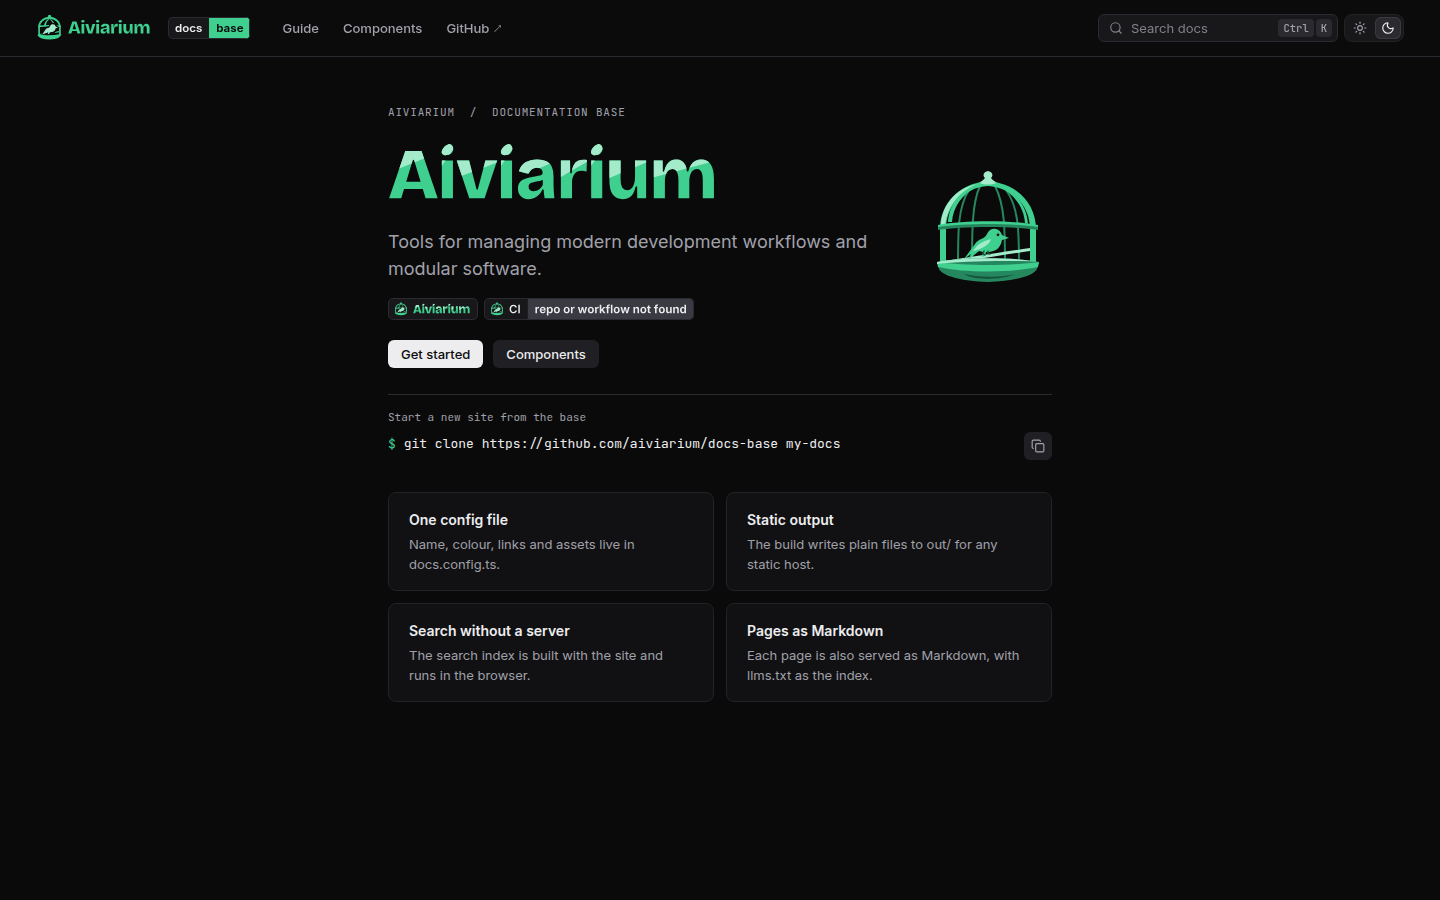 Aiviarium docs base Guide Components GitHub ↗ Search docs Ctrl K
AIVIARIUM / DOCUMENTATION BASE
Aiviarium
Tools for managing modern development workflows and
modular software.
Aiviarium CI repo or workflow not found
Get started Components
Start a new site from the base
$ git clone https://github.com/aiviarium/docs-base my-docs
One config file
Name, colour, links and assets live in
docs.config.ts.
Static output
The build writes plain files to out/ for any
static host.
Search without a server
The search index is built with the site and
runs in the browser.
Pages as Markdown
Each page is also served as Markdown, with
llms.txt as the index.